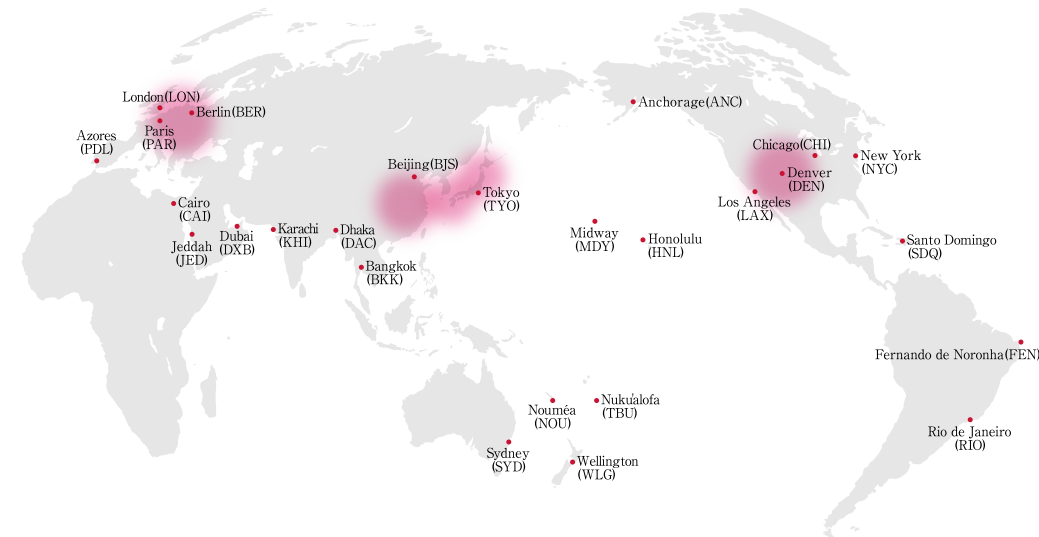 London(LON)
Berlin(BER)
Paris
(PAR)
Azores
(PDL)
Anchorage(ANC)
Chicago(CHI)
New York
(NYC)
Denver
(DEN)
Los Angeles
(LAX)
Beijing(BJS)
Tokyo
(TYO)
Cairo
(CAI)
Jeddah
(JED)
Dubai
(DXB)
Karachi
(KHI)
Dhaka
(DAC)
Bangkok
(BKK)
Midway
(MDY)
Honolulu
(HNL)
Santo Domingo
(SDQ)
Fernando de Noronha(FEN)
Nouméa
(NOU)
Nuku'alofa
(TBU)
Rio de Janeiro
(RIO)
Sydney
(SYD)
Wellington
(WLG)